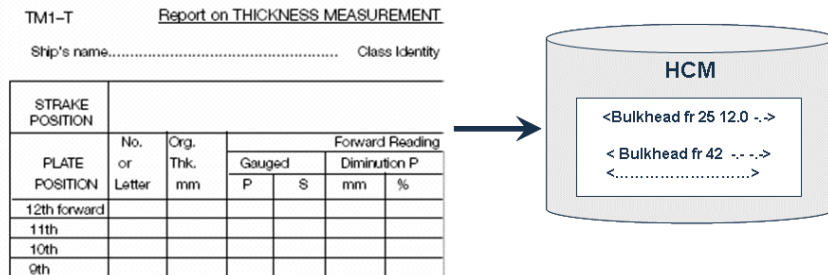 TM1–T Report on THICKNESS MEASUREMENT
Ship's name.................................................... Class Identity
STRAKE
POSITION
PLATE
POSITION
No.
or
Letter
Org.
Thk.
mm
Forward Reading
Gauged Diminution P
P S mm %
12th forward
11th
10th
9th
HCM
<Bulkhead fr 25 12.0 -.->
< Bulkhead fr 42 -.- -.->
<............................>